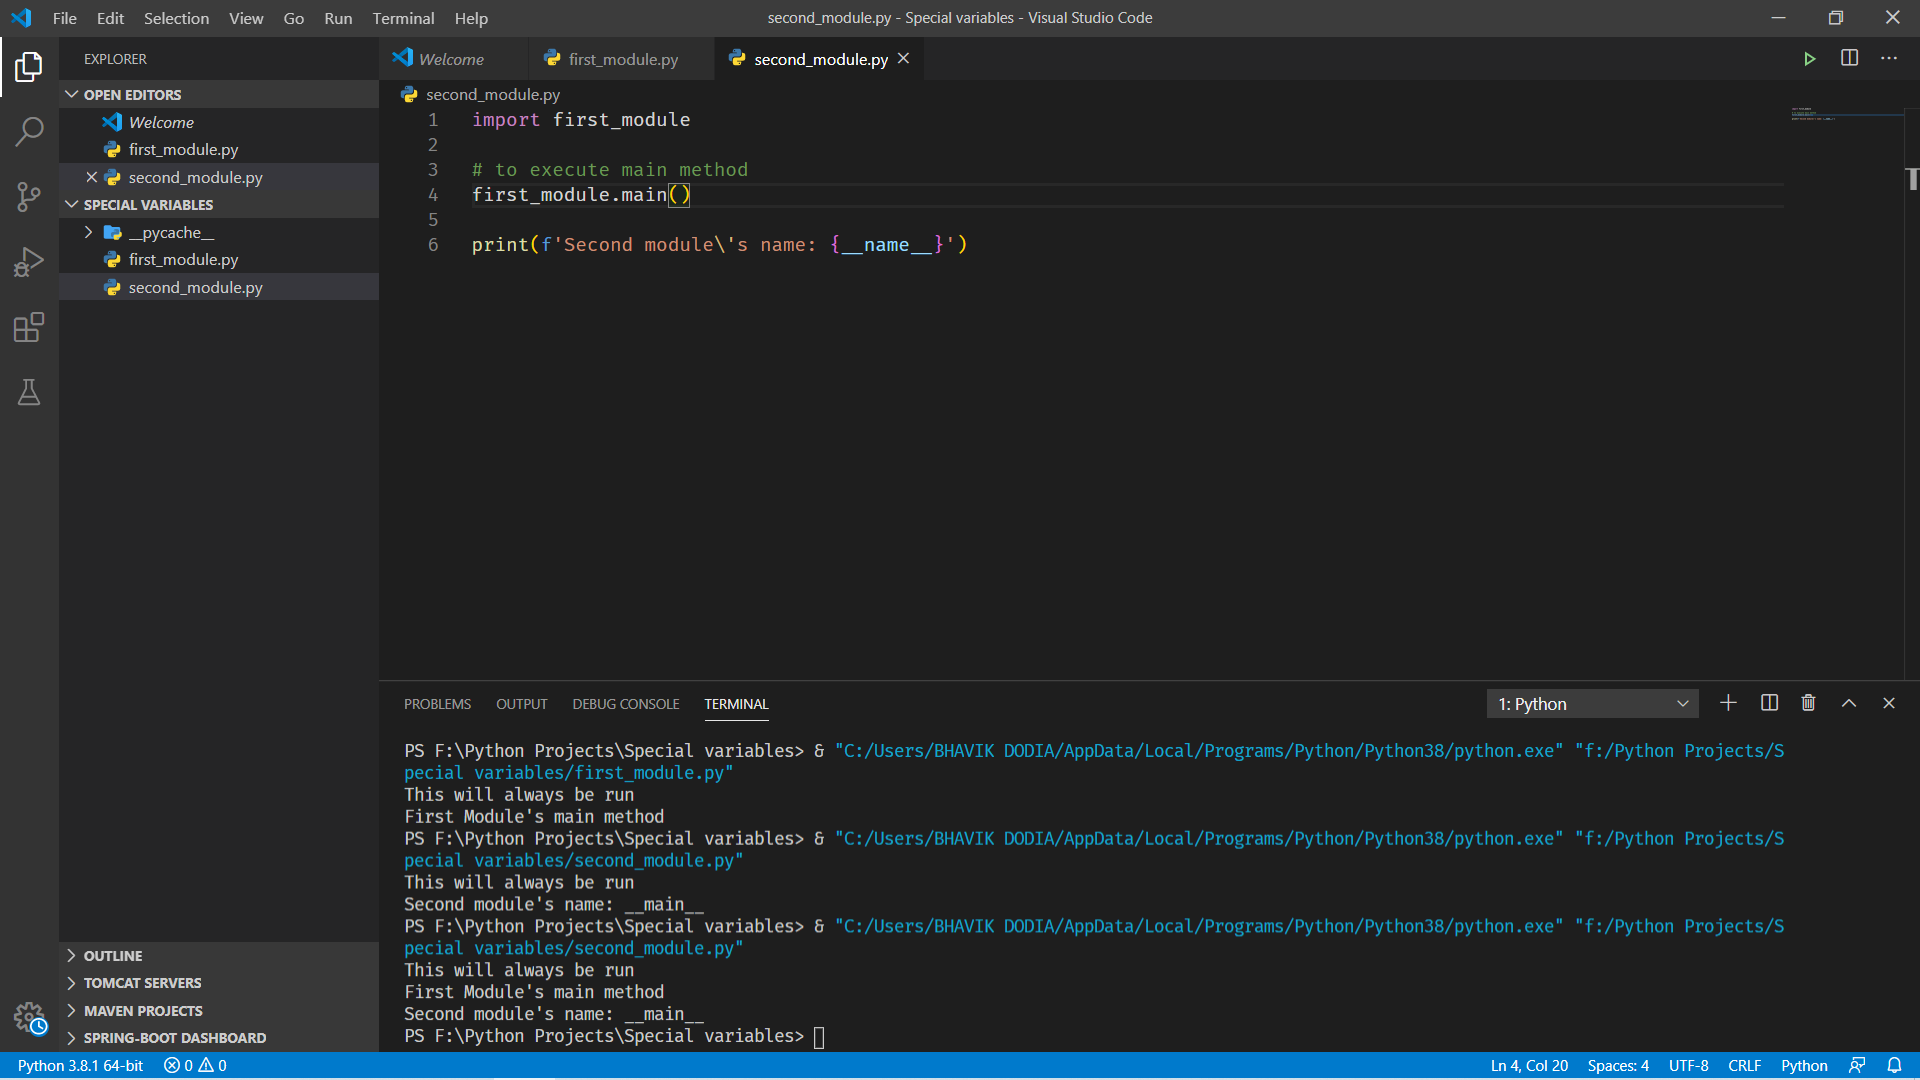 File Edit Selection View Go Run Terminal Help
second_module.py - Special variables - Visual Studio Code
EXPLORER
OPEN EDITORS
Welcome
first_module.py
second_module.py
SPECIAL VARIABLES
__pycache__
first_module.py
second_module.py
OUTLINE
TOMCAT SERVERS
MAVEN PROJECTS
SPRING-BOOT DASHBOARD
Welcome first_module.py second_module.py
second_module.py
1 import first_module
2
3 # to execute main method
4 first_module.main()
5
6 print(f'Second module\'s name: {__name__}')
PROBLEMS OUTPUT DEBUG CONSOLE TERMINAL
1: Python
PS F:\Python Projects\Special variables> & "C:/Users/BHAVIK DODIA/AppData/Local/Programs/Python/Python38/python.exe" "f:/Python Projects/S
pecial variables/first_module.py"
This will always be run
First Module's main method
PS F:\Python Projects\Special variables> & "C:/Users/BHAVIK DODIA/AppData/Local/Programs/Python/Python38/python.exe" "f:/Python Projects/S
pecial variables/second_module.py"
This will always be run
Second module's name: __main__
PS F:\Python Projects\Special variables> & "C:/Users/BHAVIK DODIA/AppData/Local/Programs/Python/Python38/python.exe" "f:/Python Projects/S
pecial variables/second_module.py"
This will always be run
First Module's main method
Second module's name: __main__
PS F:\Python Projects\Special variables>
Python 3.8.1 64-bit 0 0
Ln 4, Col 20 Spaces: 4 UTF-8 CRLF Python